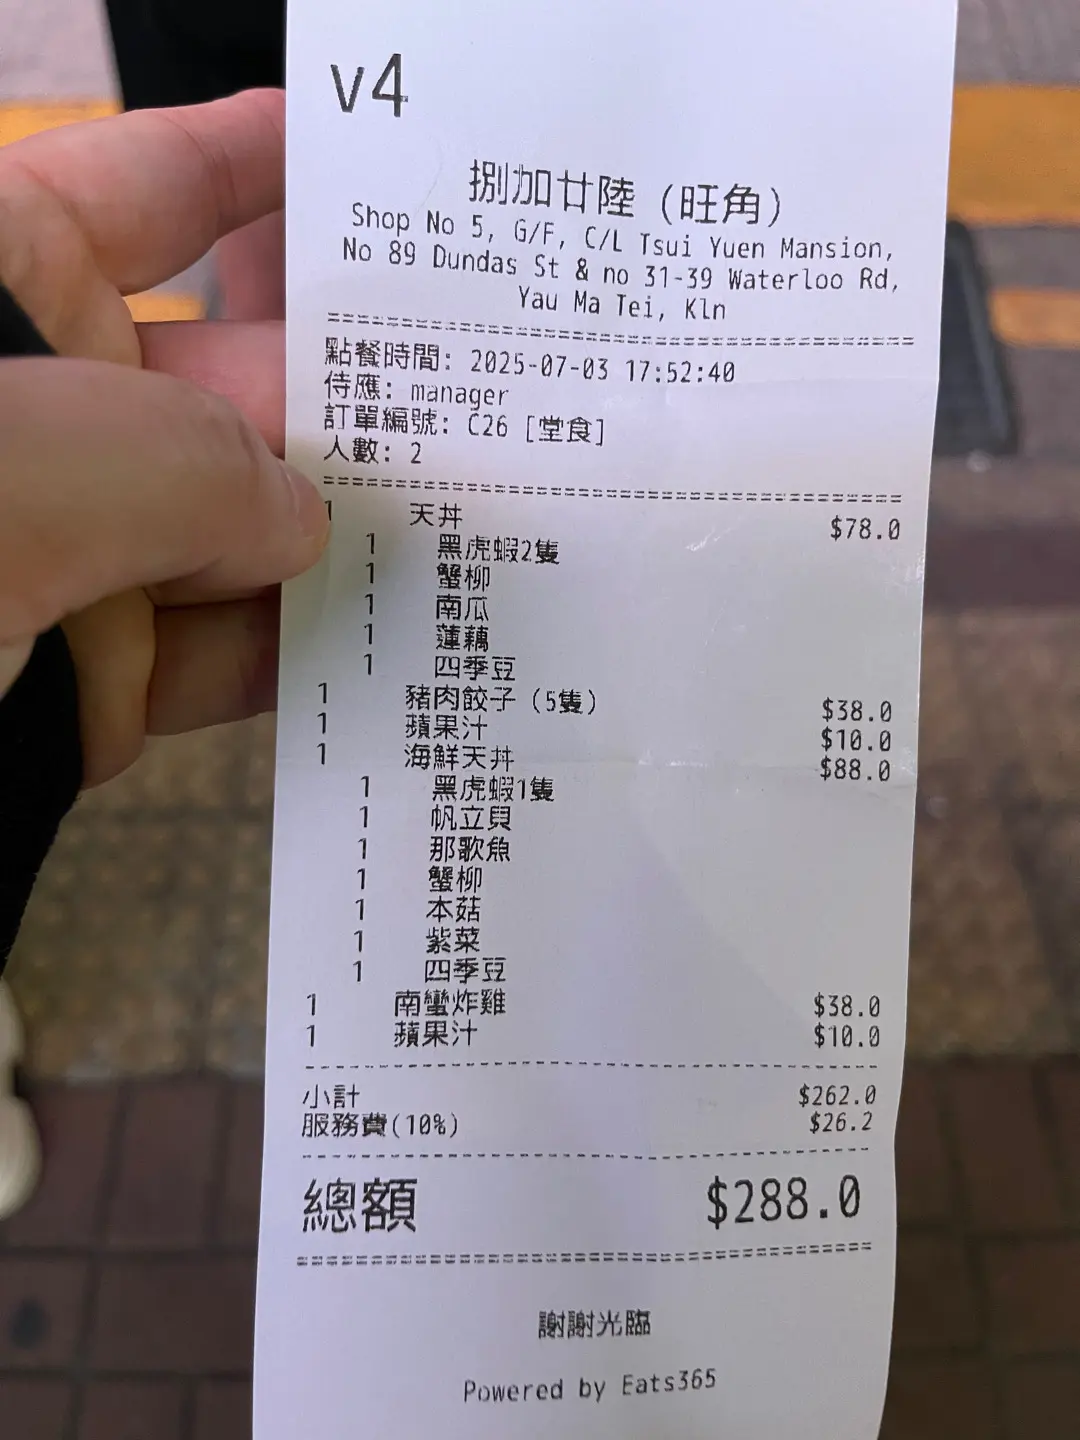 v4
捌加廿陸 (旺角)
Shop No 5, G/F, C/L Tsui Yuen Mansion,
No 89 Dundas St & no 31-39 Waterloo Rd,
Yau Ma Tei, Kln
點餐時間: 2025-07-03 17:52:40
侍應: manager
訂單編號: C26 [堂食]
人數: 2
1 天丼 $78.0
1 黑虎蝦2隻
1 蟹柳
1 南瓜
1 蓮藕
1 四季豆
1 豬肉餃子 (5隻) $38.0
1 蘋果汁 $10.0
1 海鮮天丼 $88.0
1 黑虎蝦1隻
1 帆立貝
1 那歌魚
1 蟹柳
1 本菇
1 紫菜
1 四季豆
1 南蠻炸雞 $38.0
1 蘋果汁 $10.0
小計 $262.0
服務費(10%) $26.2
總額 $288.0
謝謝光臨
Powered by Eats365